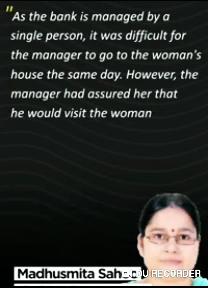 "As the bank is managed by a
single person, it was difficult for
the manager to go to the woman's
house the same day. However, the
manager had assured her that
he would visit the woman
Madhusmita
RECORDER